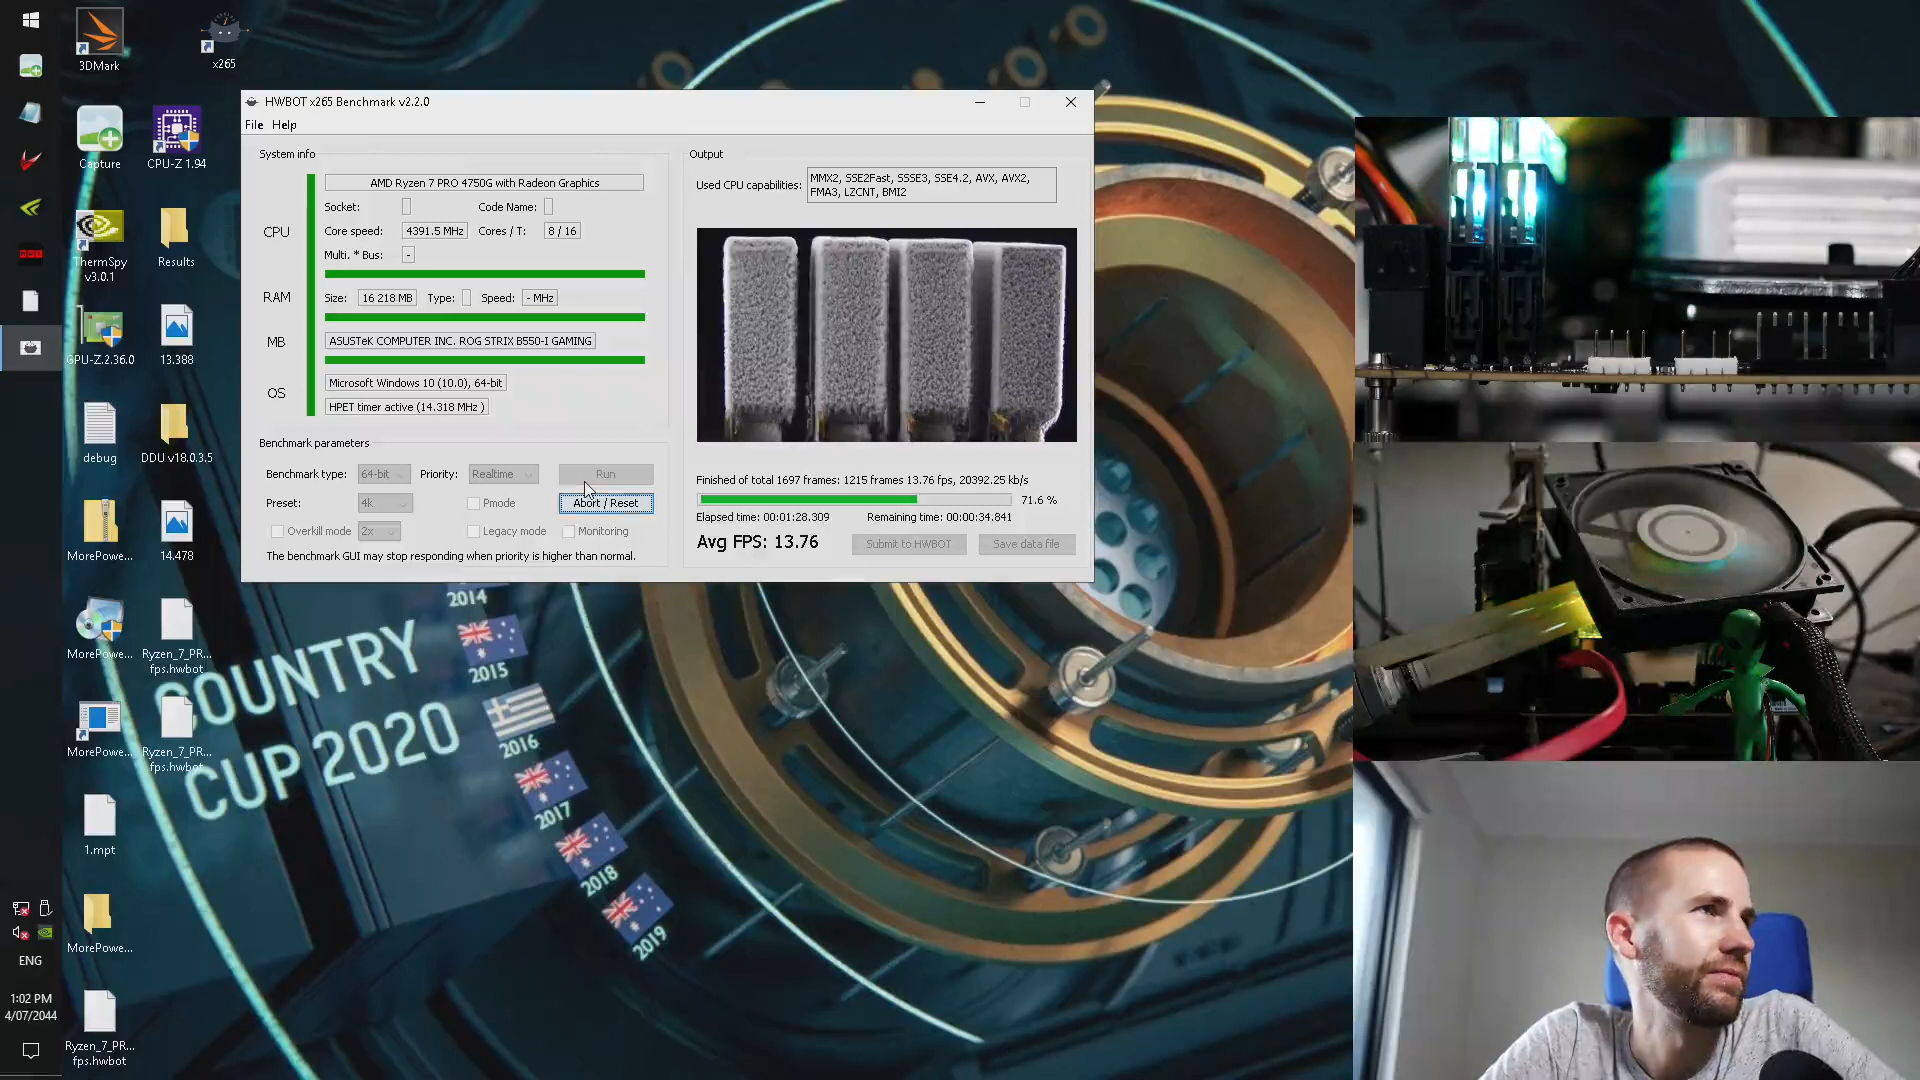 3DMark
x265
Capture
CPU-Z 1.94
ThermSpy
v3.0.1
Results
GPU-Z.2.36.0
13.388
debug
DDU v18.0.3.5
MorePowe...
14.478
MorePowe...
Ryzen_7_PR...
fps.hwbot
MorePowe...
Ryzen_7_PR...
fps.hwbot
1.mpt
MorePowe...
Ryzen_7_PR...
fps.hwbot
ENG
1:02 PM
4/07/2044
HWBOT x265 Benchmark v2.2.0
File Help
System info
CPU
AMD Ryzen 7 PRO 4750G with Radeon Graphics
Socket: Code Name:
Core speed: 4391.5 MHz Cores / T: 8 / 16
Multi. * Bus: -
RAM
Size: 16 218 MB Type: Speed: - MHz
MB
ASUSTeK COMPUTER INC. ROG STRIX B550-I GAMING
OS
Microsoft Windows 10 (10.0), 64-bit
HPET timer active (14.318 MHz )
Benchmark parameters
Benchmark type: 64-bit Priority: Realtime Run
Preset: 4k Pmode Abort / Reset
Overkill mode 2x Legacy mode Monitoring
The benchmark GUI may stop responding when priority is higher than normal.
Output
Used CPU capabilities: MMX2, SSE2Fast, SSSE3, SSE4.2, AVX, AVX2,
FMA3, LZCNT, BMI2
Finished of total 1697 frames: 1215 frames 13.76 fps, 20392.25 kb/s
71.6 %
Elapsed time: 00:01:28.309 Remaining time: 00:00:34.841
Avg FPS: 13.76 Submit to HWBOT Save data file
COUNTRY
CUP 2020
2014
2015
2016
2017
2018
2019